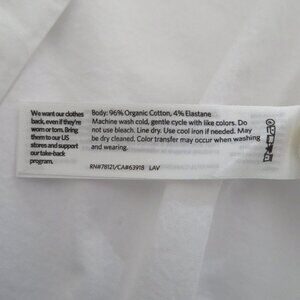 We want our clothes
back, even if they're
worn or torn. Bring
them to our US
stores and support
our take-back
program.
Body: 96% Organic Cotton, 4% Elastane
Machine wash cold, gentle cycle with like colors. Do
not use bleach. Line dry. Use cool iron if needed. May
be dry cleaned. Color transfer may occur when washing
and wearing.
RN#78121/CA#63918 LAV